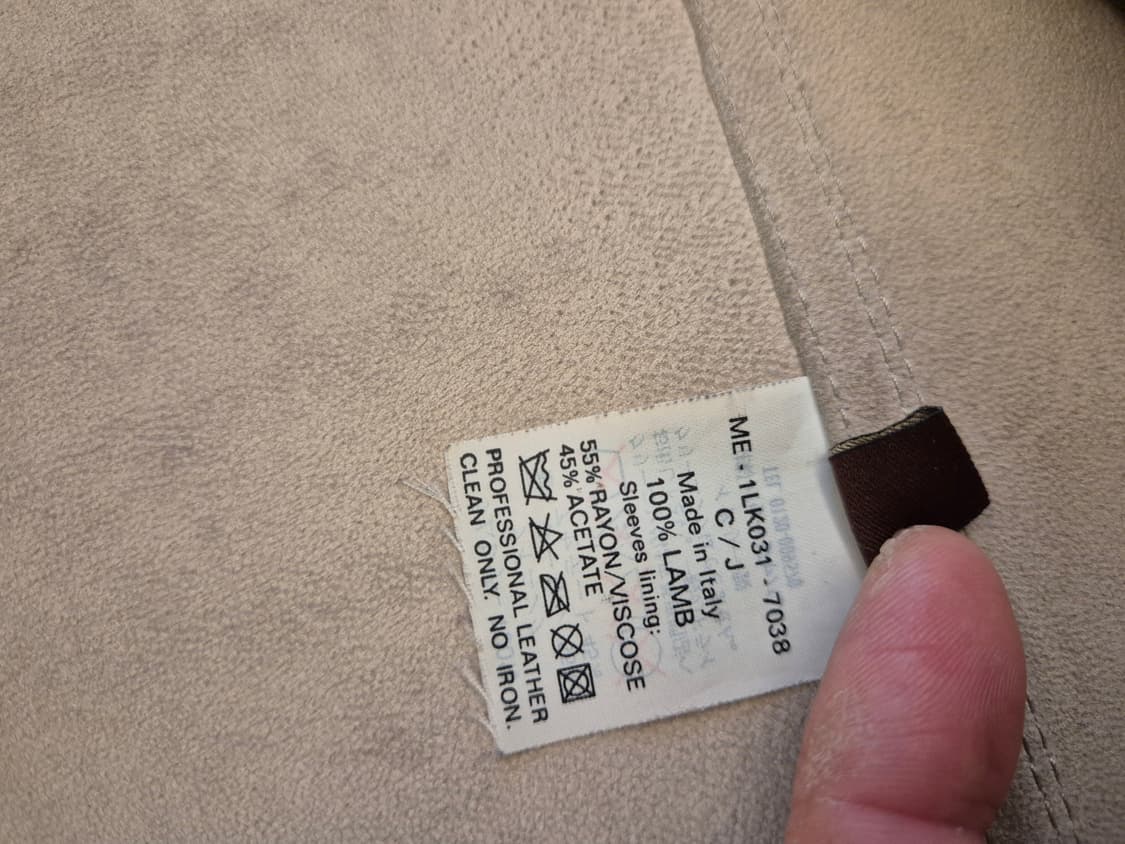 ME - 1LK031 - 7038
C / J
Made in Italy
100% LAMB
Sleeves lining:
55% RAYON/VISCOSE
45% ACETATE
PROFESSIONAL LEATHER
CLEAN ONLY. NO IRON.